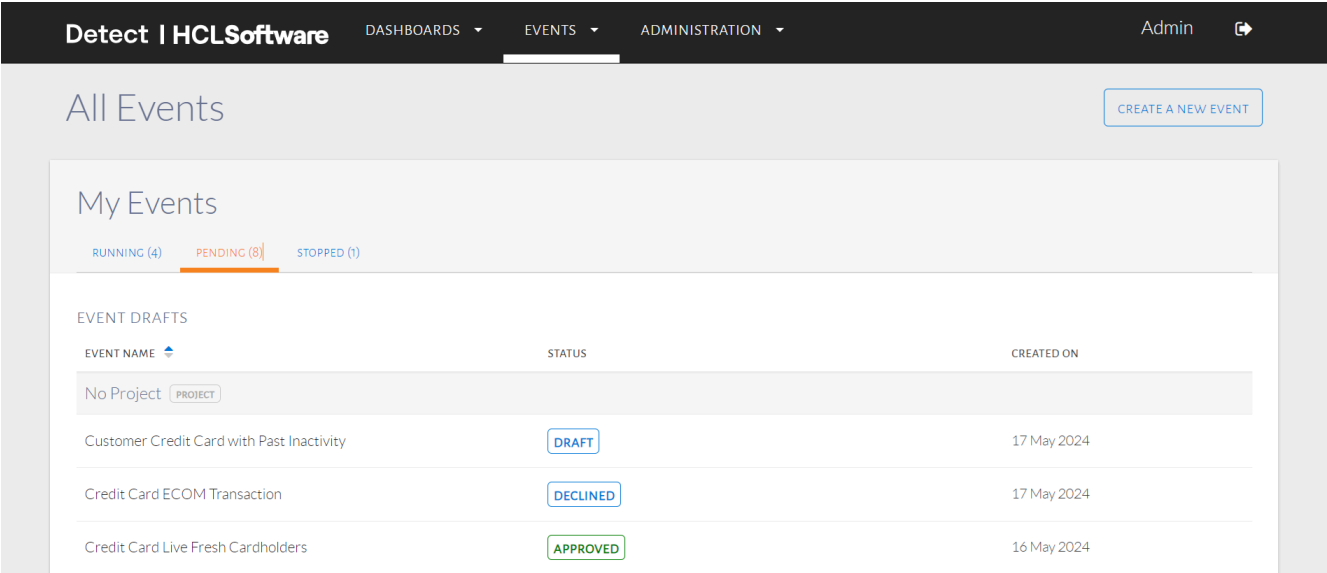 Detect | HCLSoftware DASHBOARDS EVENTS ADMINISTRATION Admin
All Events CREATE A NEW EVENT
My Events
RUNNING (4) PENDING (8) STOPPED (1)
EVENT DRAFTS
EVENT NAME STATUS CREATED ON
No Project PROJECT
Customer Credit Card with Past Inactivity DRAFT 17 May 2024
Credit Card ECOM Transaction DECLINED 17 May 2024
Credit Card Live Fresh Cardholders APPROVED 16 May 2024